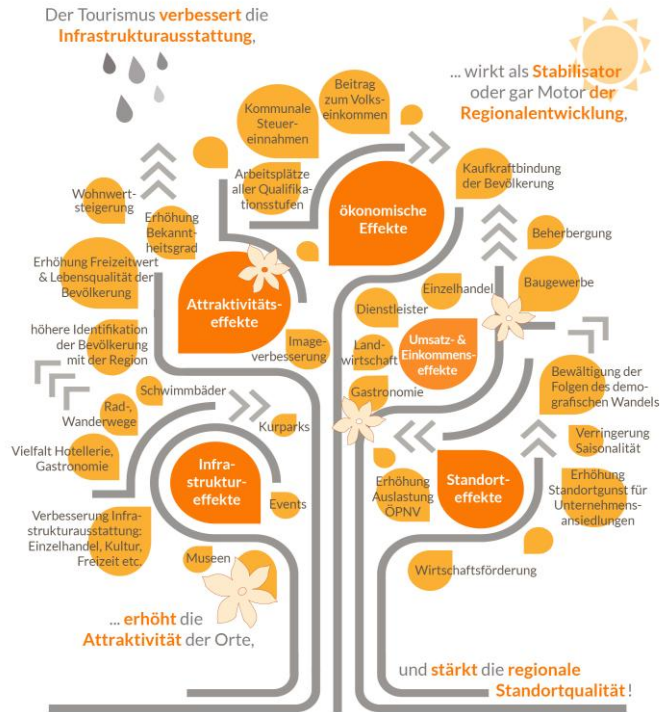 Der Tourismus verbessert die
Infrastrukturausstattung,
... wirkt als Stabilisator
oder gar Motor der
Regionalentwicklung,
Beitrag
zum Volks-
einkommen
Kommunale
Steuer-
einnahmen
Arbeitsplätze
aller Qualifika-
tionsstufen
ökonomische
Effekte
Kaufkraftbindung
der Bevölkerung
Wohnwert-
steigerung
Erhöhung
Bekannt-
heitsgrad
Erhöhung Freizeitwert
& Lebensqualität der
Bevölkerung
Attraktivitäts-
effekte
höhere Identifikation
der Bevölkerung
mit der Region
Image-
verbesserung
Beherbergung
Baugewerbe
Einzelhandel
Dienstleister
Umsatz- &
Einkommens-
effekte
Land-
wirtschaft
Gastronomie
Schwimmbäder
Rad-,
Wanderwege
Kurparks
Vielfalt Hotellerie,
Gastronomie
Infra-
struktur-
effekte
Events
Verbesserung Infra-
strukturausstattung:
Einzelhandel, Kultur,
Freizeit etc.
Museen
Bewältigung der
Folgen des demo-
grafischen Wandels
Verringerung
Saisonalität
Standort-
effekte
Erhöhung
Auslastung
ÖPNV
Erhöhung
Standortgunst für
Unternehmens-
ansiedlungen
Wirtschaftsförderung
... erhöht die
Attraktivität der Orte,
und stärkt die regionale
Standortqualität!